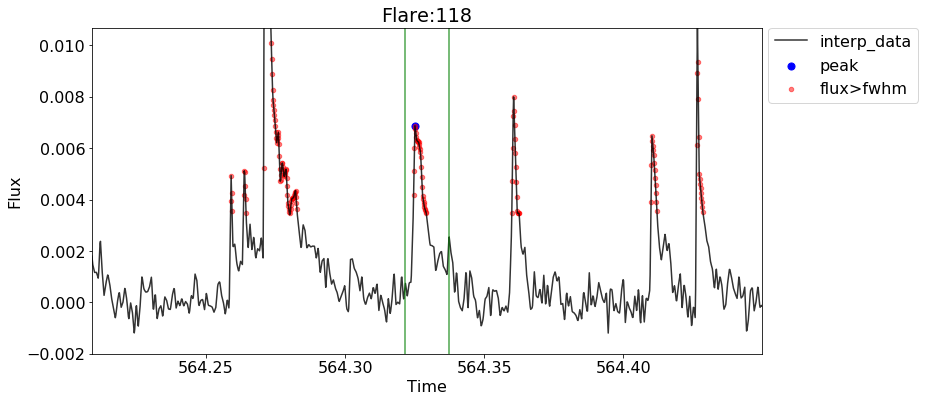 Flare:118
interp_data
peak
flux>fwhm
Flux
0.010
0.008
0.006
0.004
0.002
0.000
−0.002
564.25
564.30
564.35
564.40
Time